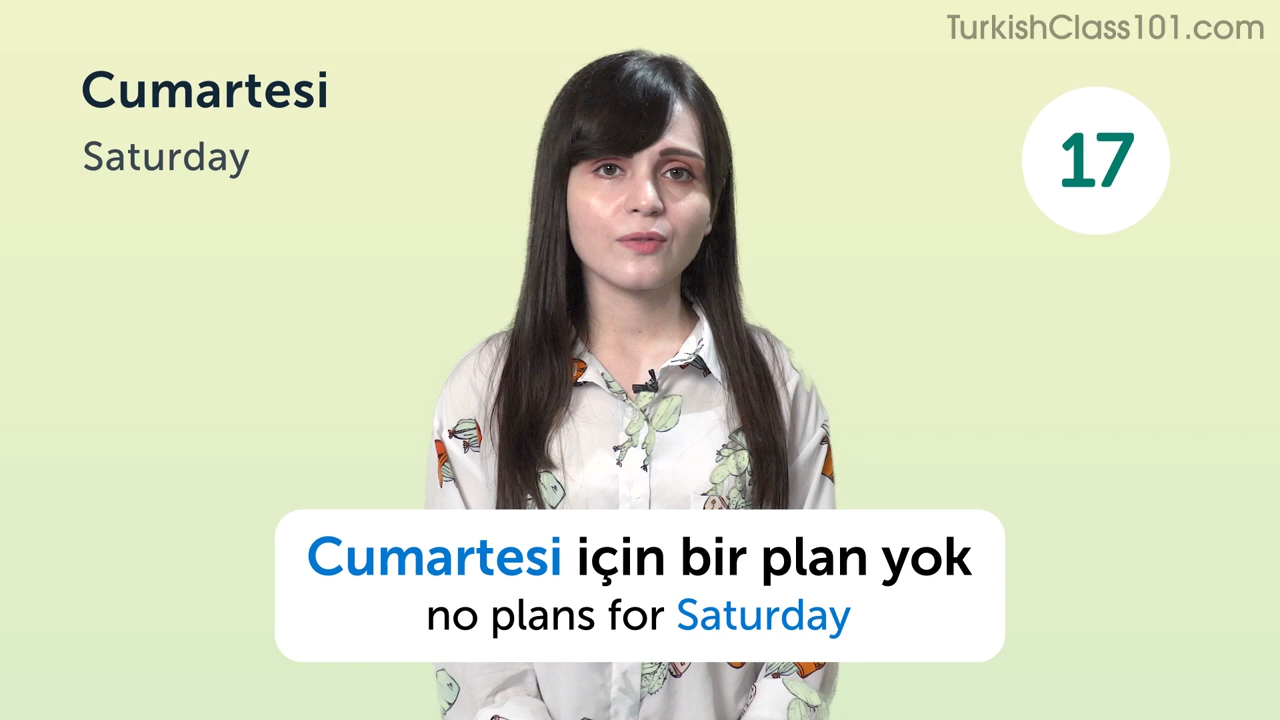 TurkishClass101.com
Cumartesi
Saturday
17
Cumartesi için bir plan yok
no plans for Saturday